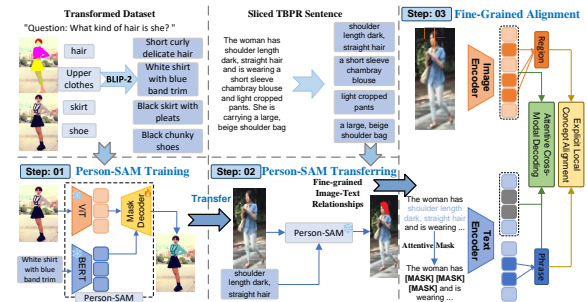 Transformed Dataset
"Question: What kind of hair is she? "
hair
Upper clothes
skirt
shoe
BLIP-2
Short curly delicate hair
White shirt with blue band trim
Black skirt with pleats
Black chunky shoes
Sliced TBPR Sentence
The woman has
shoulder length
dark, straight hair
and is wearing a
short sleeve
chambray blouse
and light cropped
pants. She is
carrying a large,
beige shoulder bag
shoulder length dark, straight hair
a short sleeve chambray blouse
light cropped pants
a large, beige shoulder bag
Step: 03
Fine-Grained Alignment
Image Encoder
Region
Attentive Cross-Modal Decoding
Explicit Local Concept Alignment
Text Encoder
Phrase
Step: 01
Person-SAM Training
ViT
BERT
Mask Decoder
White shirt with blue band trim
Person-SAM
Transfer
Step: 02
Person-SAM Transferring
Fine-grained
Image-Text
Relationships
Person-SAM
shoulder length dark, straight hair
The woman has
shoulder length dark, straight hair
and is wearing ...
Attentive Mask
The woman has
[MASK] [MASK]
[MASK] and is
wearing ...